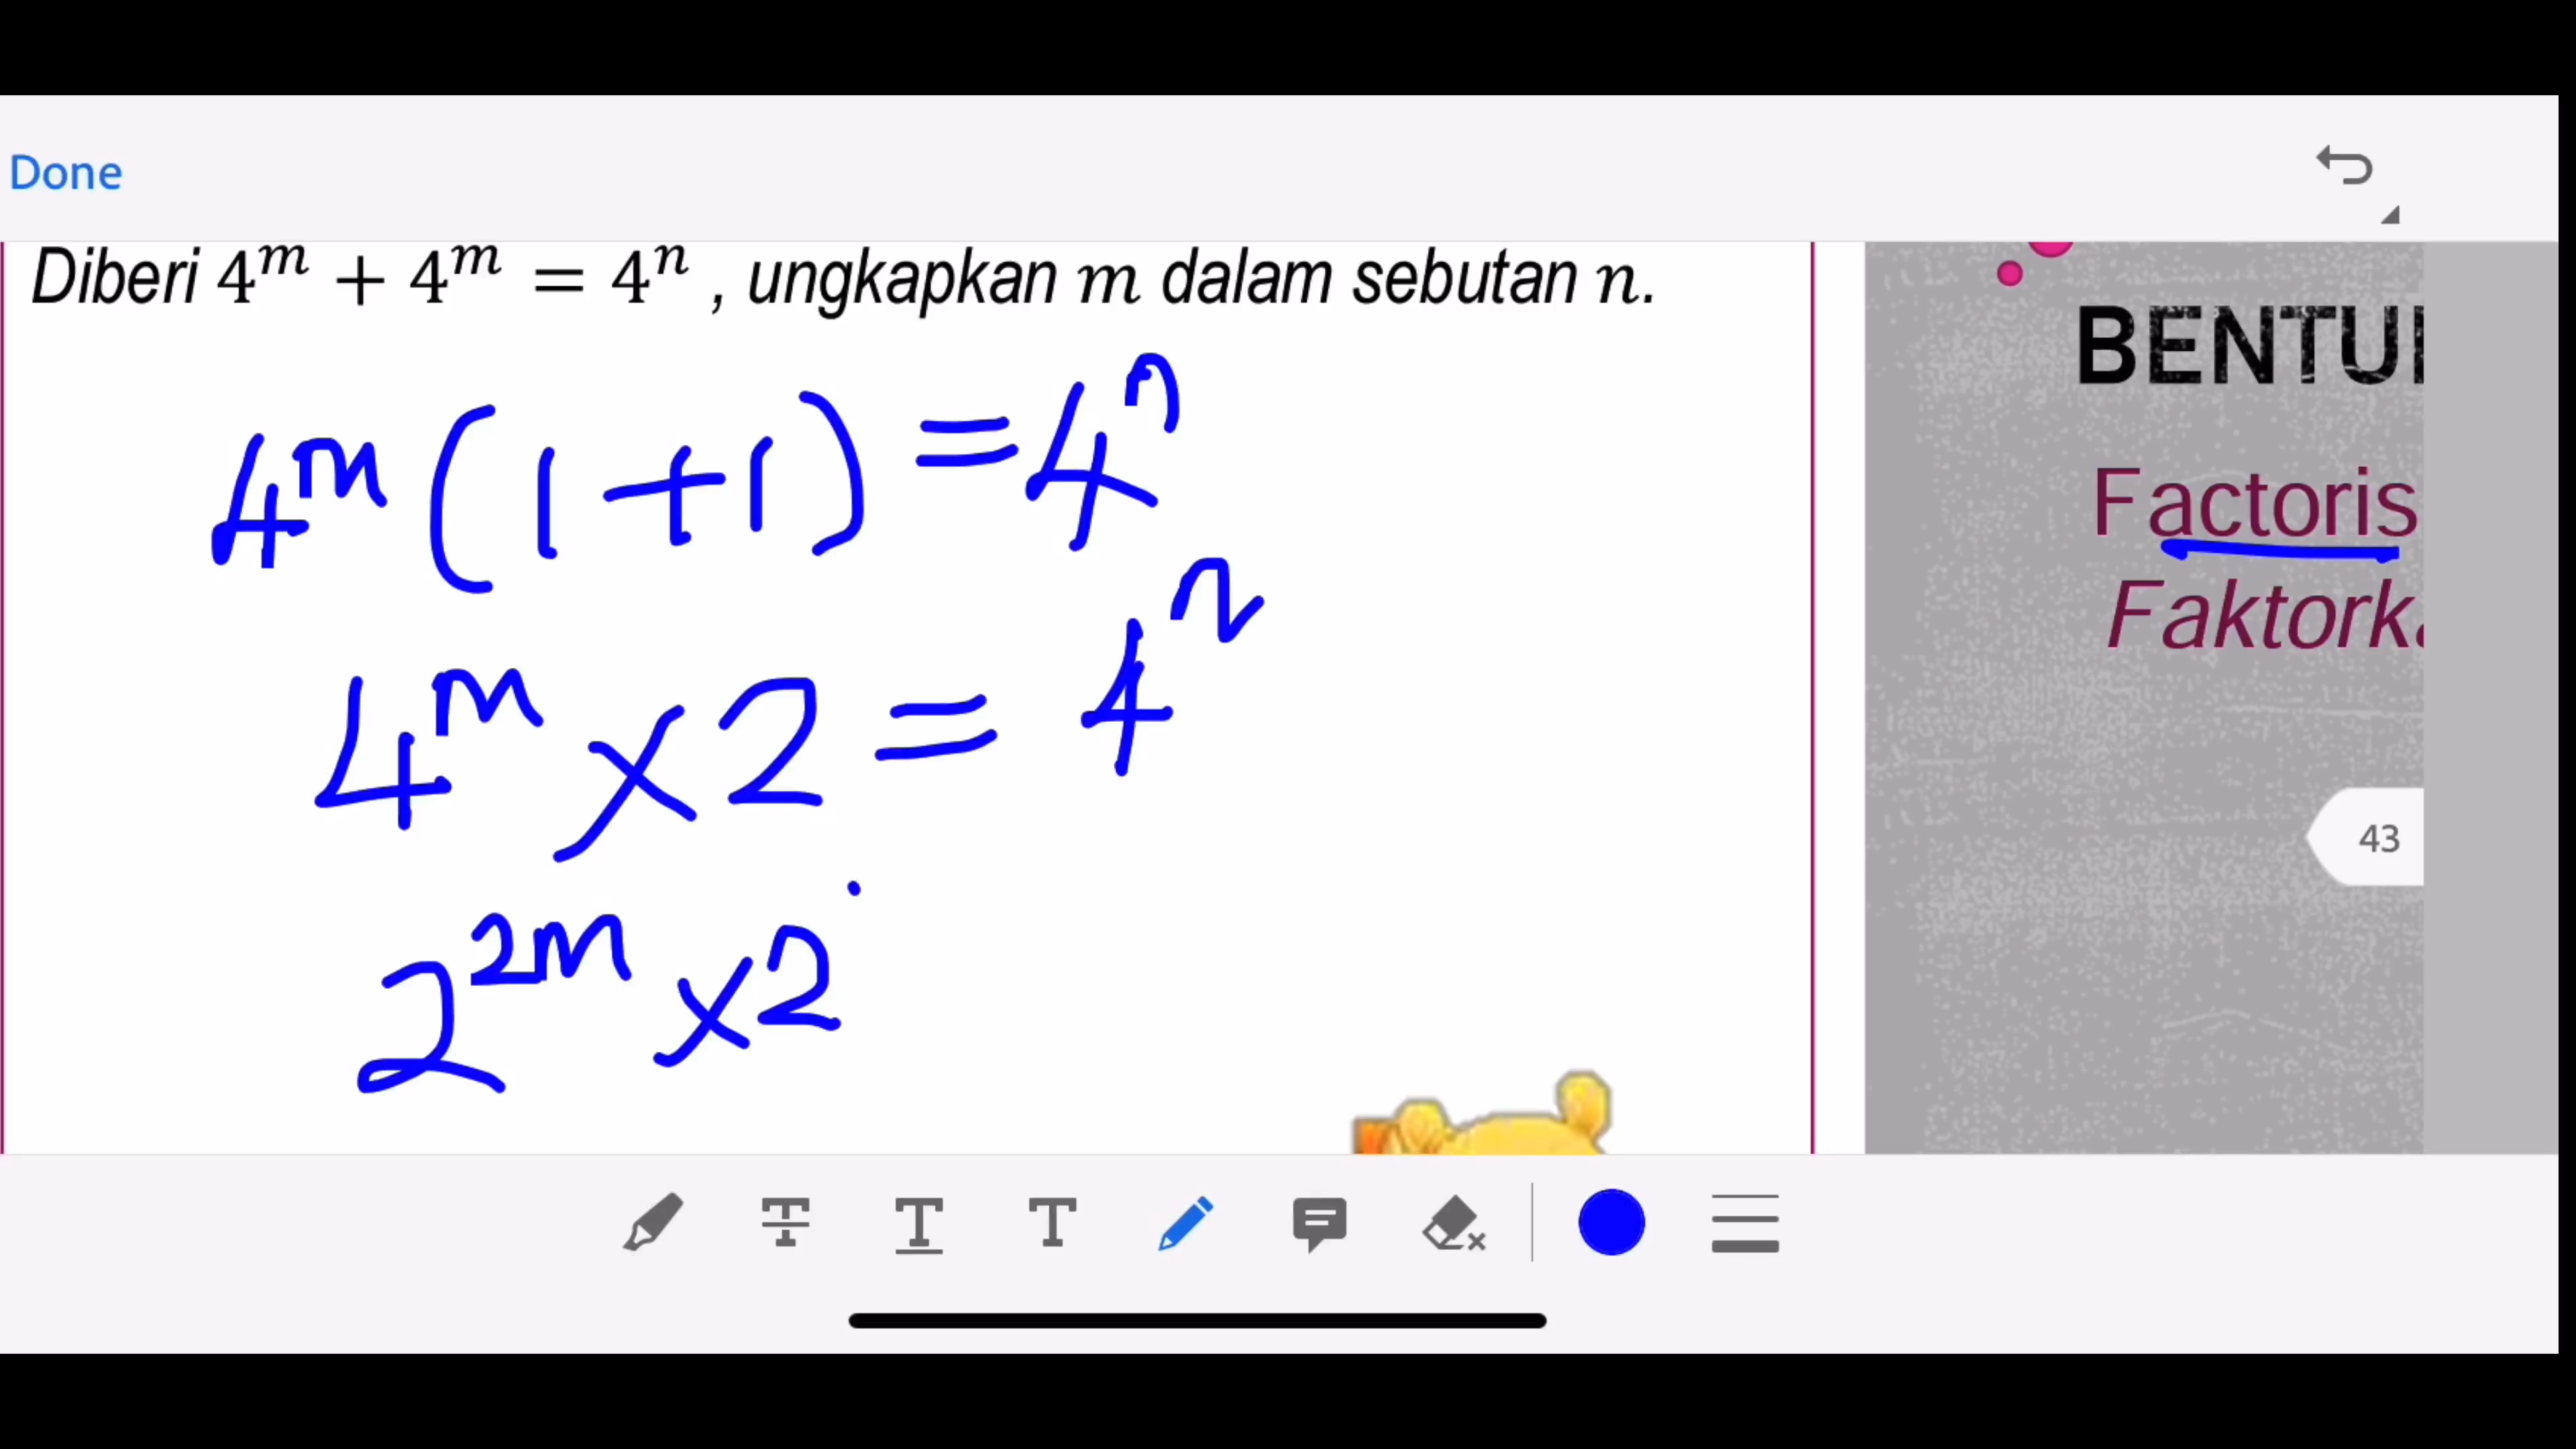 Done
Diberi 4^m + 4^m = 4^n , ungkapkan m dalam sebutan n.
4^m (1+1) = 4^n
4^m × 2 = 4^n
2^2m × 2
BENTU
Factoris
Faktork
43